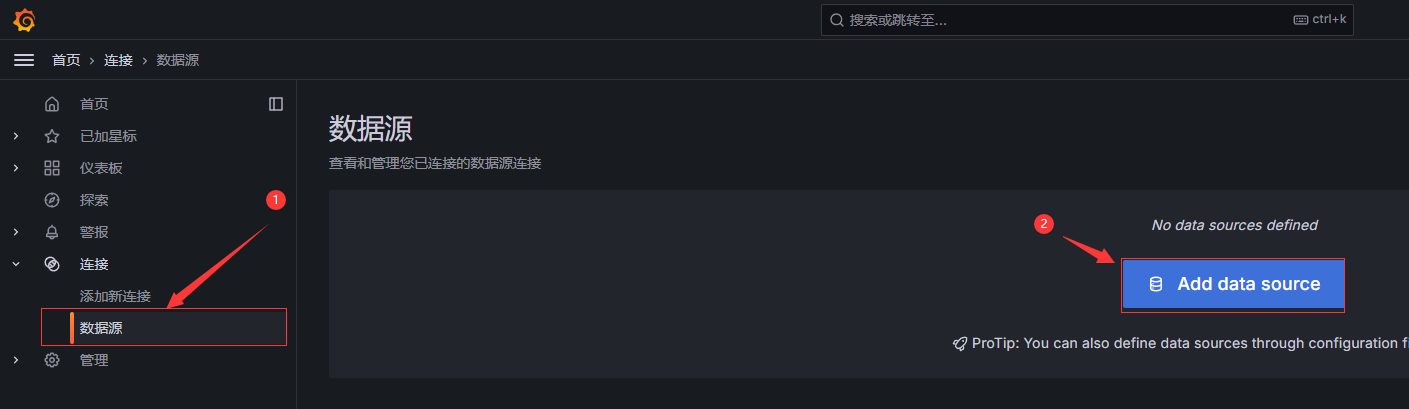 搜索或跳转至...
ctrl+k
首页 › 连接 › 数据源
首页
已加星标
仪表板
探索
警报
连接
添加新连接
数据源
管理
1
数据源
查看和管理您已连接的数据源连接
2
No data sources defined
Add data source
ProTip: You can also define data sources through configuration